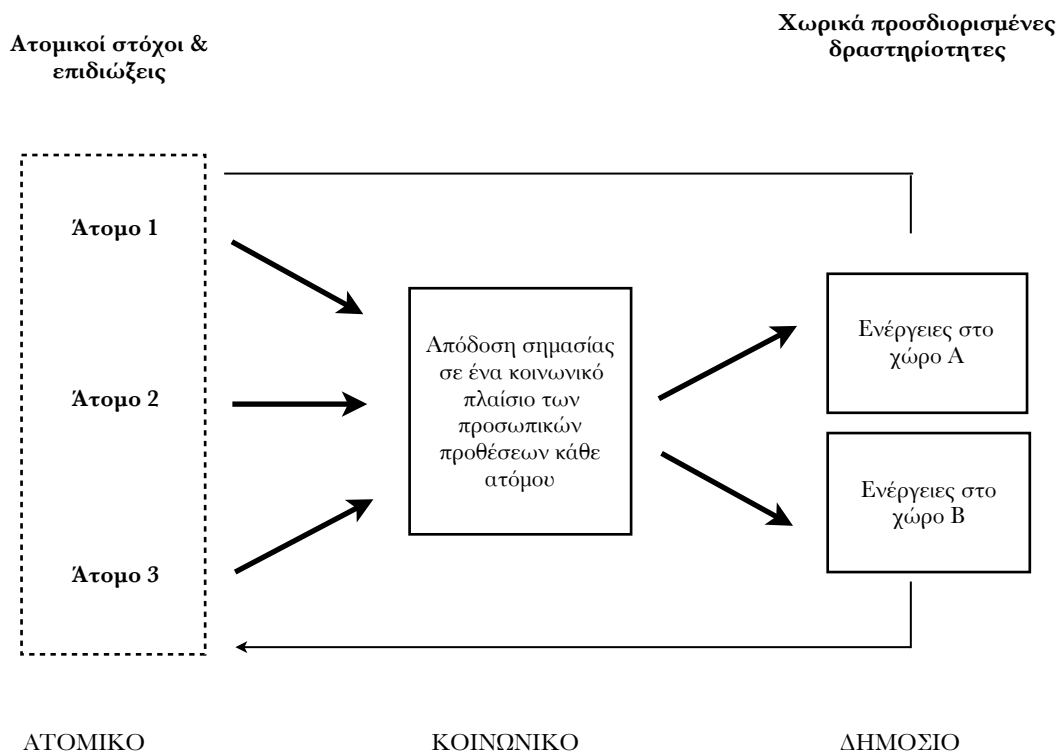 Ατομικοί στόχοι &
επιδιώξεις
Χωρικά προσδιορισμένες
δραστηρίοτητες
Άτομο 1
Άτομο 2
Άτομο 3
Απόδοση σημασίας
σε ένα κοινωνικό
πλαίσιο των
προσωπικών
προθέσεων κάθε
ατόμου
Ενέργειες στο
χώρο Α
Ενέργειες στο
χώρο Β
ΑΤΟΜΙΚΟ
ΚΟΙΝΩΝΙΚΟ
ΔΗΜΟΣΙΟ